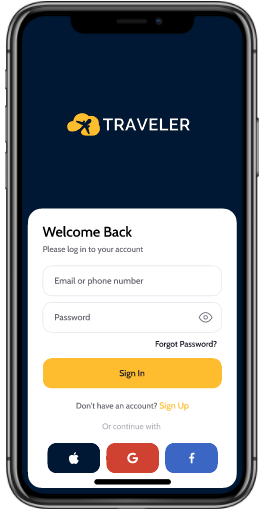 TRAVELER
Welcome Back
Please log in to your account
Email or phone number
Password
Forgot Password?
Sign In
Don't have an account? Sign Up
Or continue with